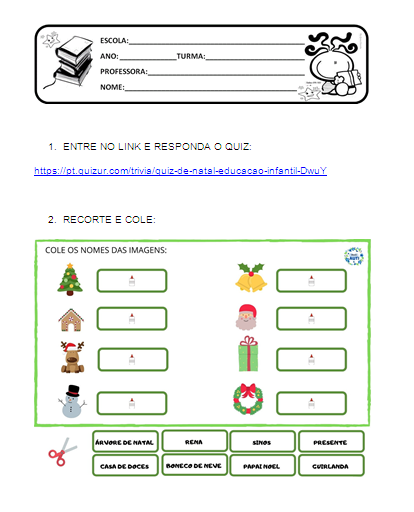 ESCOLA:
ANO: TURMA:
PROFESSORA:
NOME:
1. ENTRE NO LINK E RESPONDA O QUIZ:
https://pt.quizur.com/trivia/quiz-de-natal-educacao-infantil-DwuY
2. RECORTE E COLE:
COLE OS NOMES DAS IMAGENS:
ÁRVORE DE NATAL RENA SINOS PRESENTE
CASA DE DOCES BONECO DE NEVE PAPAI NOEL GUIRLANDA